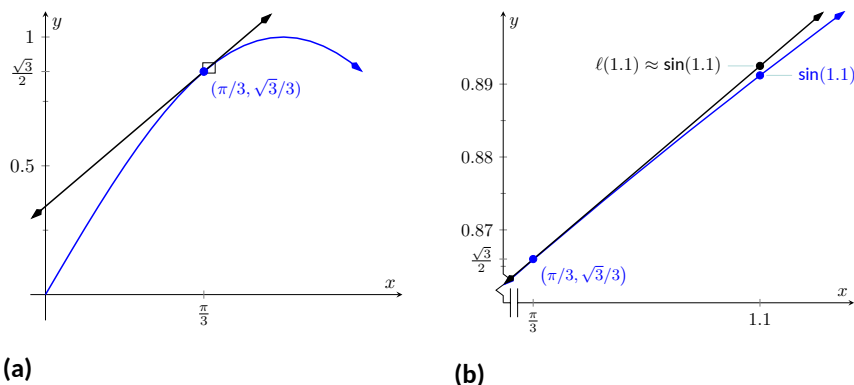 y
1
√3/2
(π/3, √3/3)
0.5
x
π/3
(a)
y
ℓ(1.1) ≈ sin(1.1)
0.89
sin(1.1)
0.88
0.87
√3/2
(π/3, √3/3)
x
π/3
1.1
(b)